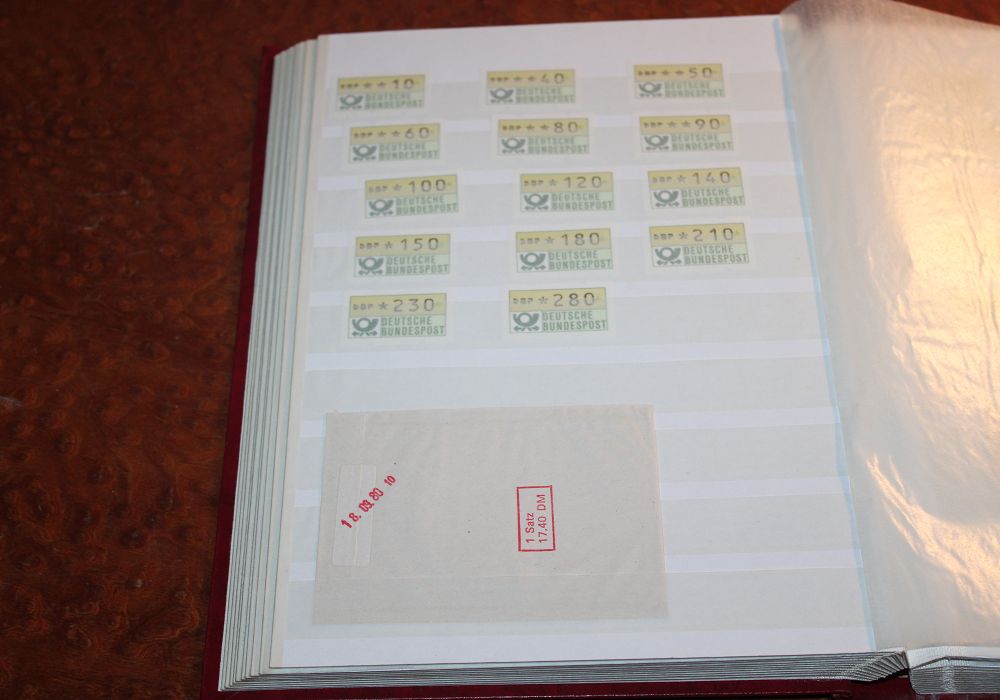 DBP **10
DEUTSCHE
BUNDESPOST
DBP **40
DEUTSCHE
BUNDESPOST
DBP **50
DEUTSCHE
BUNDESPOST
DBP **60
DEUTSCHE
BUNDESPOST
DBP **80
DEUTSCHE
BUNDESPOST
DBP **90
DEUTSCHE
BUNDESPOST
DBP *100
DEUTSCHE
BUNDESPOST
DBP *120
DEUTSCHE
BUNDESPOST
DBP *140
DEUTSCHE
BUNDESPOST
DBP *150
DEUTSCHE
BUNDESPOST
DBP *180
DEUTSCHE
BUNDESPOST
DBP *210
DEUTSCHE
BUNDESPOST
DBP *230
DEUTSCHE
BUNDESPOST
DBP *280
DEUTSCHE
BUNDESPOST
18.09.80 10
1 Satz
17.40 DM